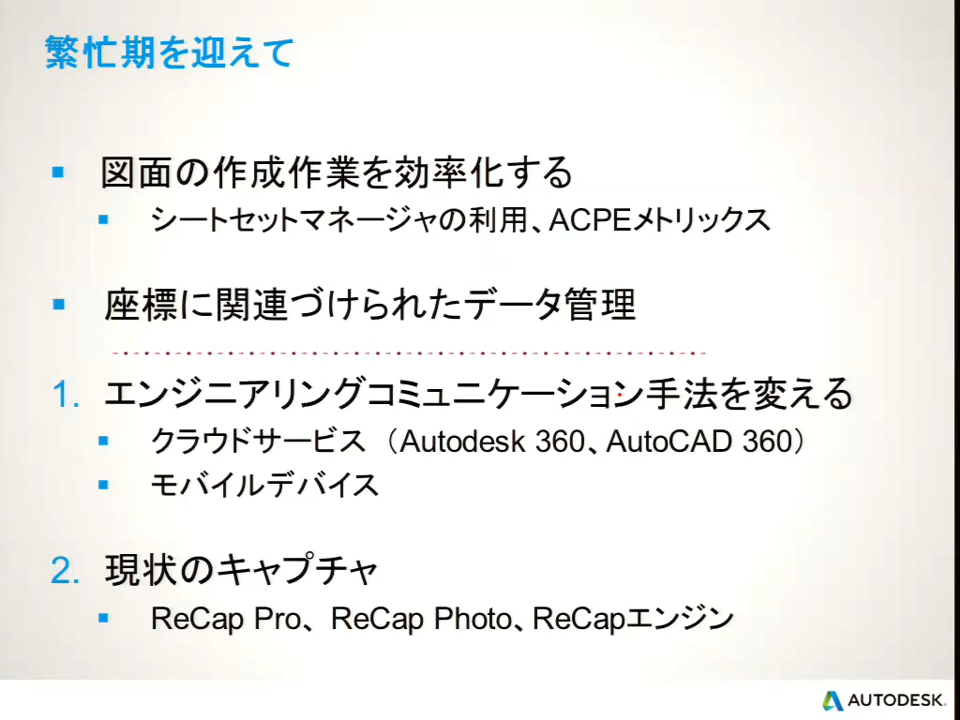 繁忙期を迎えて
▪ 図面の作成作業を効率化する
▪ シートセットマネージャの利用、ACPEメトリックス
▪ 座標に関連づけられたデータ管理
1. エンジニアリングコミュニケーション手法を変える
▪ クラウドサービス （Autodesk 360、AutoCAD 360）
▪ モバイルデバイス
2. 現状のキャプチャ
▪ ReCap Pro、 ReCap Photo、ReCapエンジン
AUTODESK.